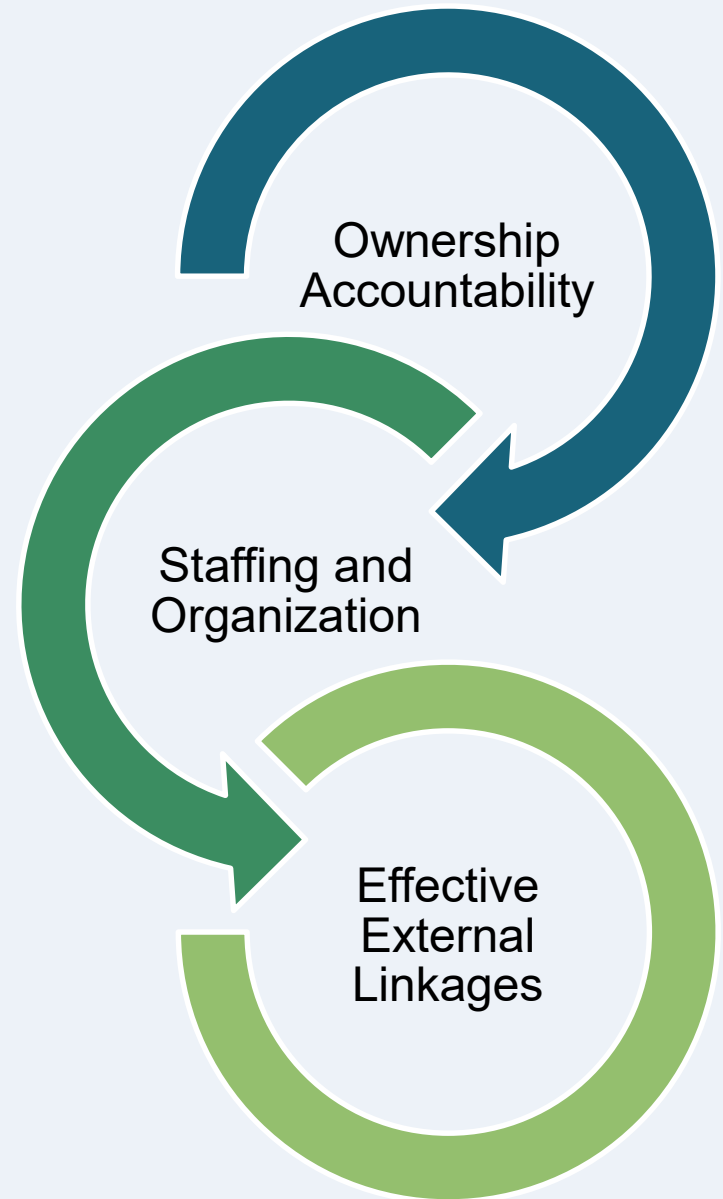 Ownership
Accountability
Staffing and
Organization
Effective
External
Linkages